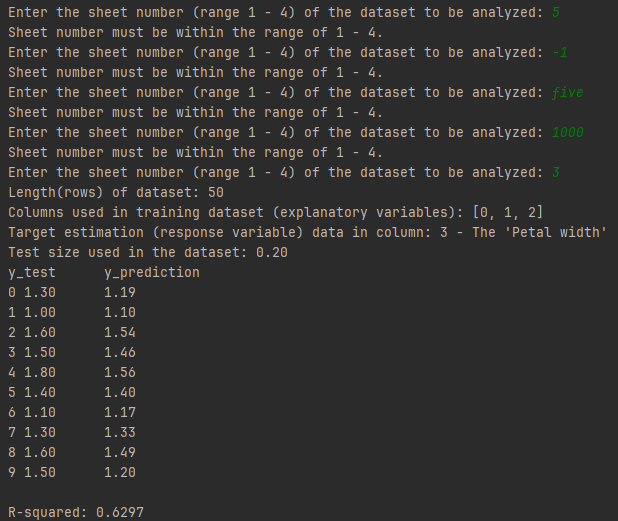 Enter the sheet number (range 1 - 4) of the dataset to be analyzed: 5
Sheet number must be within the range of 1 - 4.
Enter the sheet number (range 1 - 4) of the dataset to be analyzed: -1
Sheet number must be within the range of 1 - 4.
Enter the sheet number (range 1 - 4) of the dataset to be analyzed: five
Sheet number must be within the range of 1 - 4.
Enter the sheet number (range 1 - 4) of the dataset to be analyzed: 1000
Sheet number must be within the range of 1 - 4.
Enter the sheet number (range 1 - 4) of the dataset to be analyzed: 3
Length(rows) of dataset: 50
Columns used in training dataset (explanatory variables): [0, 1, 2]
Target estimation (response variable) data in column: 3 - The 'Petal width'
Test size used in the dataset: 0.20
y_test      y_prediction
0 1.30      1.19
1 1.00      1.10
2 1.60      1.54
3 1.50      1.46
4 1.80      1.56
5 1.40      1.40
6 1.10      1.17
7 1.30      1.33
8 1.60      1.49
9 1.50      1.20
R-squared: 0.6297